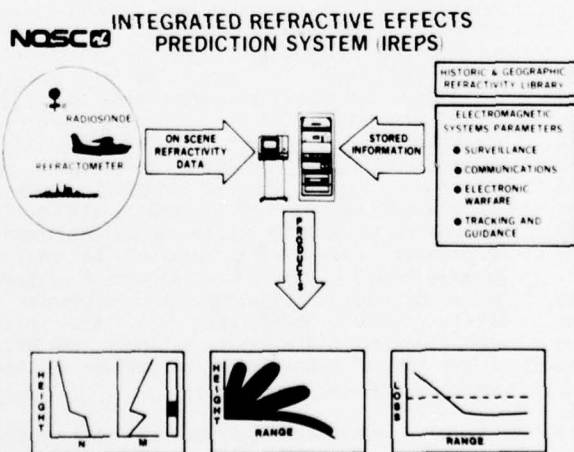 NOSC
INTEGRATED REFRACTIVE EFFECTS
PREDICTION SYSTEM (IREPS)
RADIOSONDE
REFRACTOMETER
ON SCENE
REFRACTIVITY
DATA
STORED
INFORMATION
HISTORIC & GEOGRAPHIC
REFRACTIVITY LIBRARY
ELECTROMAGNETIC
SYSTEMS PARAMETERS
● SURVEILLANCE
● COMMUNICATIONS
● ELECTRONIC
WARFARE
● TRACKING AND
GUIDANCE
PRODUCTS
HEIGHT
N
M
HEIGHT
RANGE
LOSS
RANGE